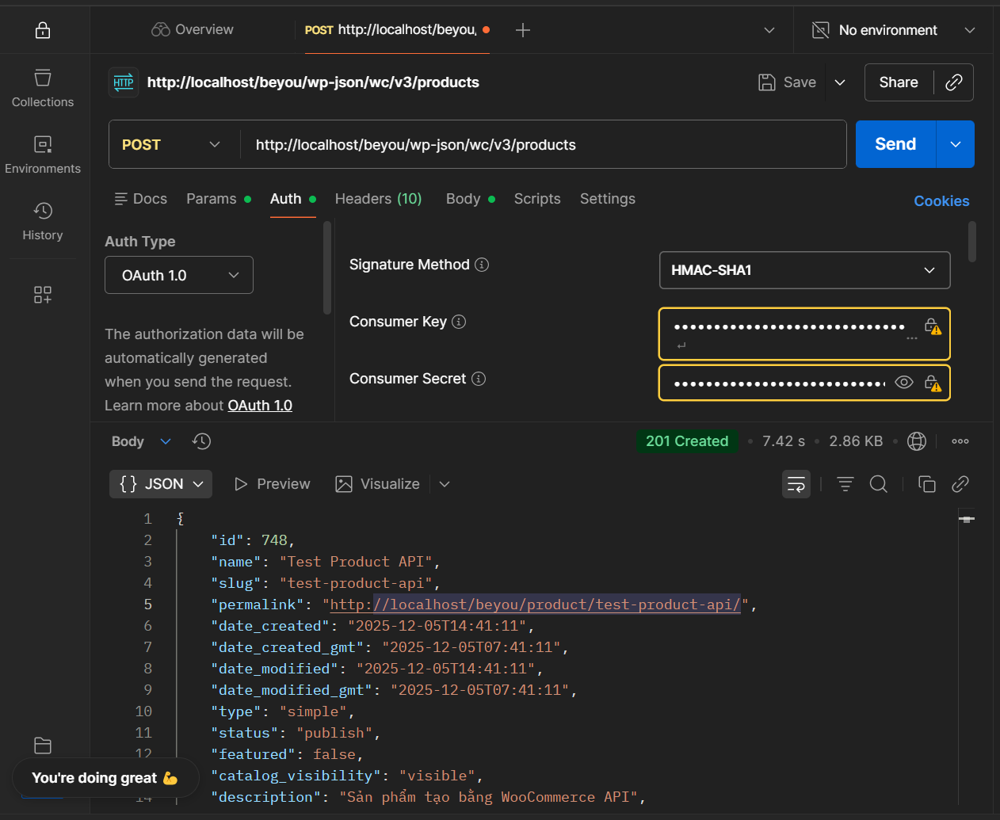 Overview
POST http://localhost/beyou,
No environment
Collections
Environments
History
HTTP http://localhost/beyou/wp-json/wc/v3/products
Save
Share
POST
http://localhost/beyou/wp-json/wc/v3/products
Send
Docs Params Auth Headers (10) Body Scripts Settings
Cookies
Auth Type
OAuth 1.0
The authorization data will be
automatically generated
when you send the request.
Learn more about OAuth 1.0
Signature Method
HMAC-SHA1
Consumer Key
Consumer Secret
Body
201 Created
7.42 s
2.86 KB
{} JSON
Preview
Visualize
1 {
2 "id": 748,
3 "name": "Test Product API",
4 "slug": "test-product-api",
5 "permalink": "http://localhost/beyou/product/test-product-api/",
6 "date_created": "2025-12-05T14:41:11",
7 "date_created_gmt": "2025-12-05T07:41:11",
8 "date_modified": "2025-12-05T14:41:11",
9 "date_modified_gmt": "2025-12-05T07:41:11",
10 "type": "simple",
11 "status": "publish",
12 "featured": false,
"catalog_visibility": "visible",
14 "description": "Sản phẩm tạo bằng WooCommerce API",
You're doing great 💪